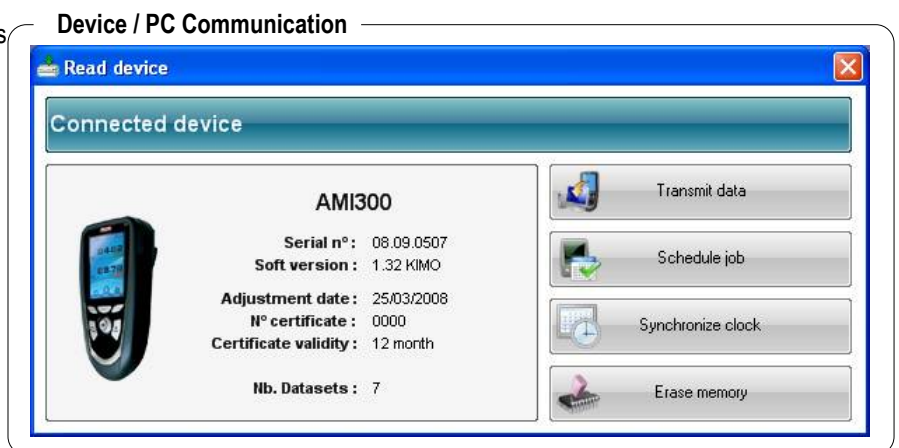 s
Device / PC Communication
Read device
Connected device
AMI300
Serial n° : 08.09.0507
Soft version : 1.32 KIMO
Adjustment date : 25/03/2008
N° certificate : 0000
Certificate validity : 12 month
Nb. Datasets : 7
Transmit data
Schedule job
Synchronize clock
Erase memory